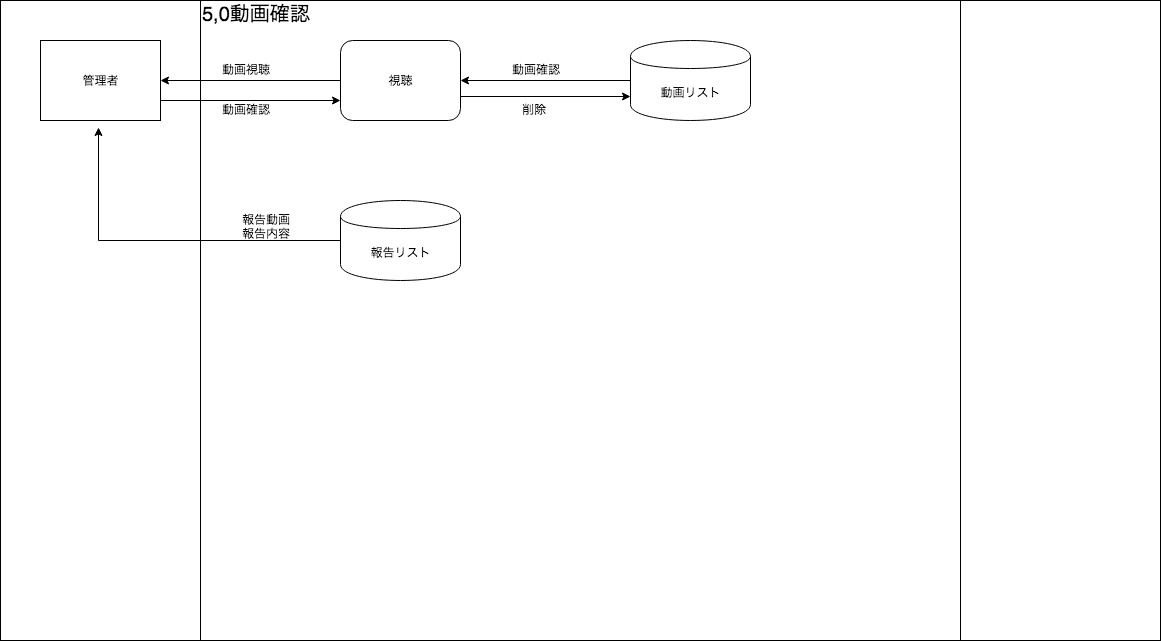 5,0動画確認
管理者
動画視聴
動画確認
視聴
動画確認
削除
動画リスト
報告動画
報告内容
報告リスト